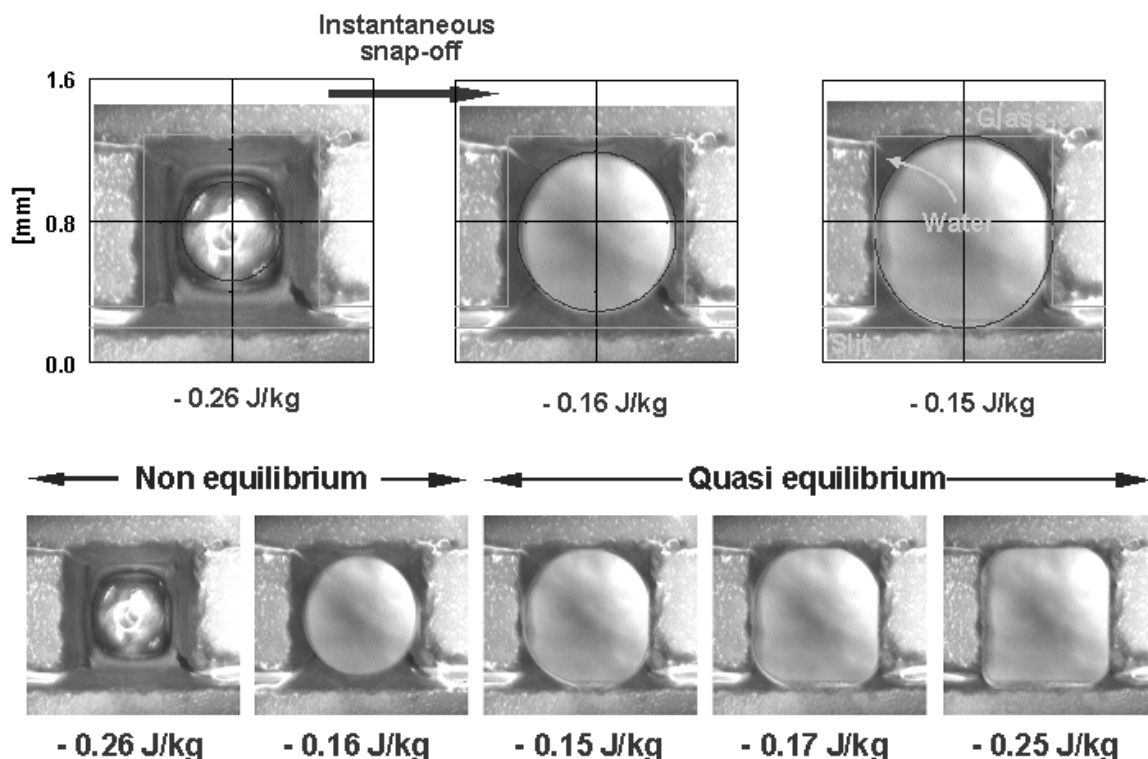 Instantaneous
snap-off
1.6
0.8
0.0
[mm]
Water
Slit
- 0.26 J/kg
- 0.16 J/kg
- 0.15 J/kg
Non equilibrium
Quasi equilibrium
- 0.26 J/kg
- 0.16 J/kg
- 0.15 J/kg
- 0.17 J/kg
- 0.25 J/kg